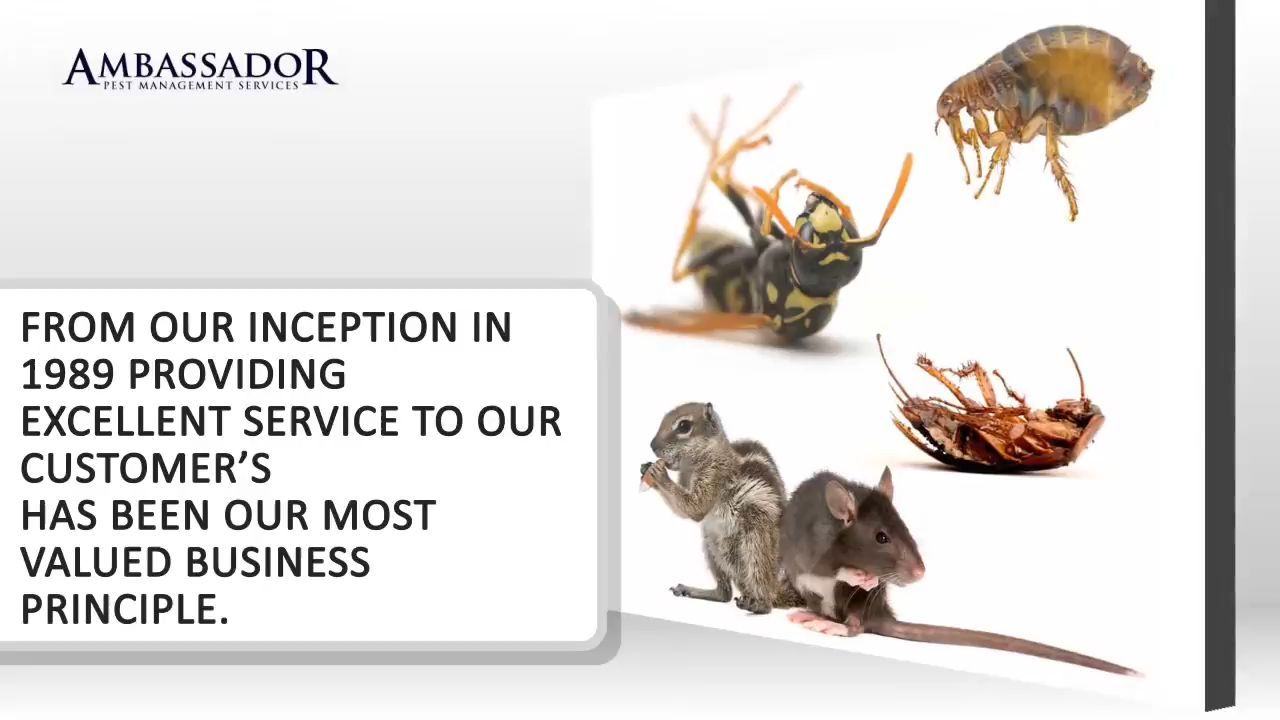 AMBASSADOR
PEST MANAGEMENT SERVICES
FROM OUR INCEPTION IN
1989 PROVIDING
EXCELLENT SERVICE TO OUR
CUSTOMER’S
HAS BEEN OUR MOST
VALUED BUSINESS
PRINCIPLE.